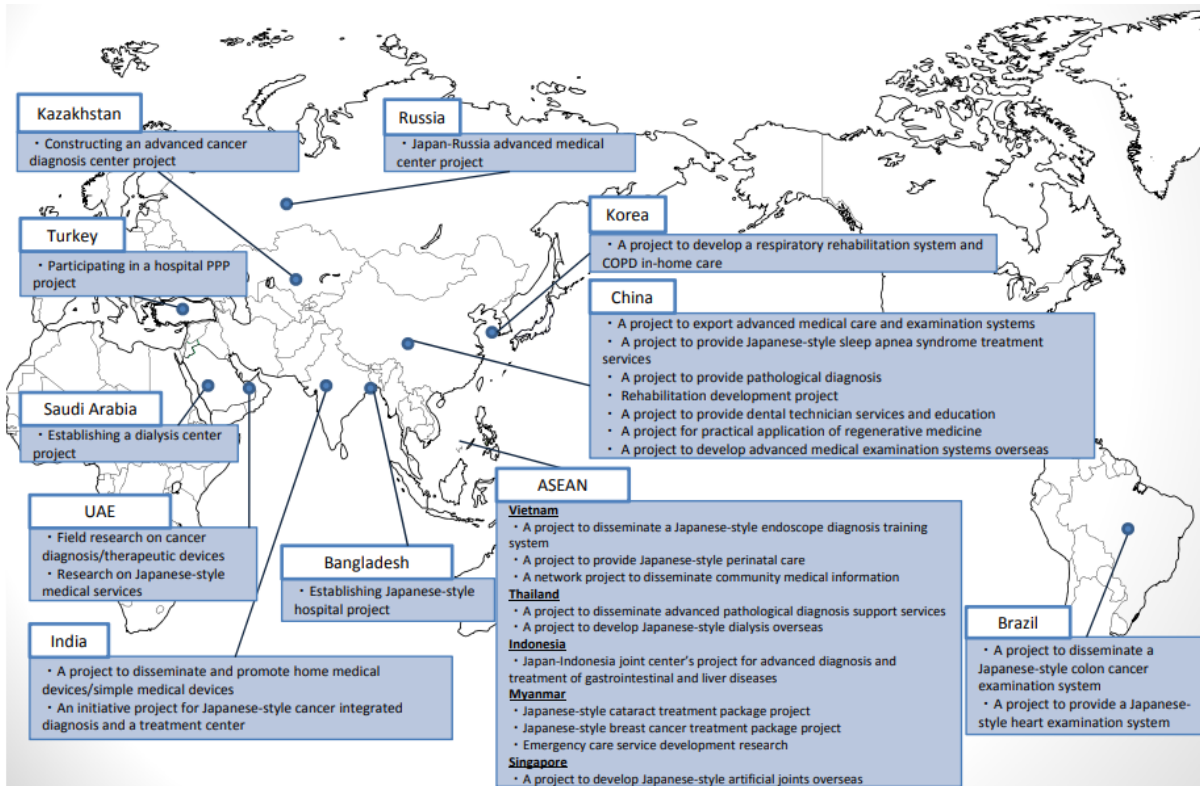 Kazakhstan
・Constructing an advanced cancer
diagnosis center project
Russia
・Japan-Russia advanced medical
center project
Turkey
・Participating in a hospital PPP
project
Korea
・A project to develop a respiratory rehabilitation system and
COPD in-home care
China
・A project to export advanced medical care and examination systems
・A project to provide Japanese-style sleep apnea syndrome treatment
services
・A project to provide pathological diagnosis
・Rehabilitation development project
・A project to provide dental technician services and education
・A project for practical application of regenerative medicine
・A project to develop advanced medical examination systems overseas
Saudi Arabia
・Establishing a dialysis center
project
UAE
・Field research on cancer
diagnosis/therapeutic devices
・Research on Japanese-style
medical services
Bangladesh
・Establishing Japanese-style
hospital project
India
・A project to disseminate and promote home medical
devices/simple medical devices
・An initiative project for Japanese-style cancer integrated
diagnosis and a treatment center
ASEAN
Vietnam
・A project to disseminate a Japanese-style endoscope diagnosis training
system
・A project to provide Japanese-style perinatal care
・A network project to disseminate community medical information
Thailand
・A project to disseminate advanced pathological diagnosis support services
・A project to develop Japanese-style dialysis overseas
Indonesia
・Japan-Indonesia joint center's project for advanced diagnosis and
treatment of gastrointestinal and liver diseases
Myanmar
・Japanese-style cataract treatment package project
・Japanese-style breast cancer treatment package project
・Emergency care service development research
Singapore
・A project to develop Japanese-style artificial joints overseas
Brazil
・A project to disseminate a
Japanese-style colon cancer
examination system
・A project to provide a Japanese-
style heart examination system